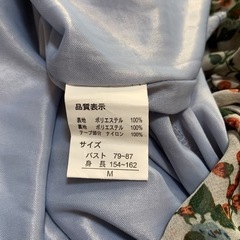 品質表示
表地 ポリエステル 100%
裏地 ポリエステル 100%
テープ部分 ナイロン 100%
サイズ
バスト 79~87
身長 154~162
M